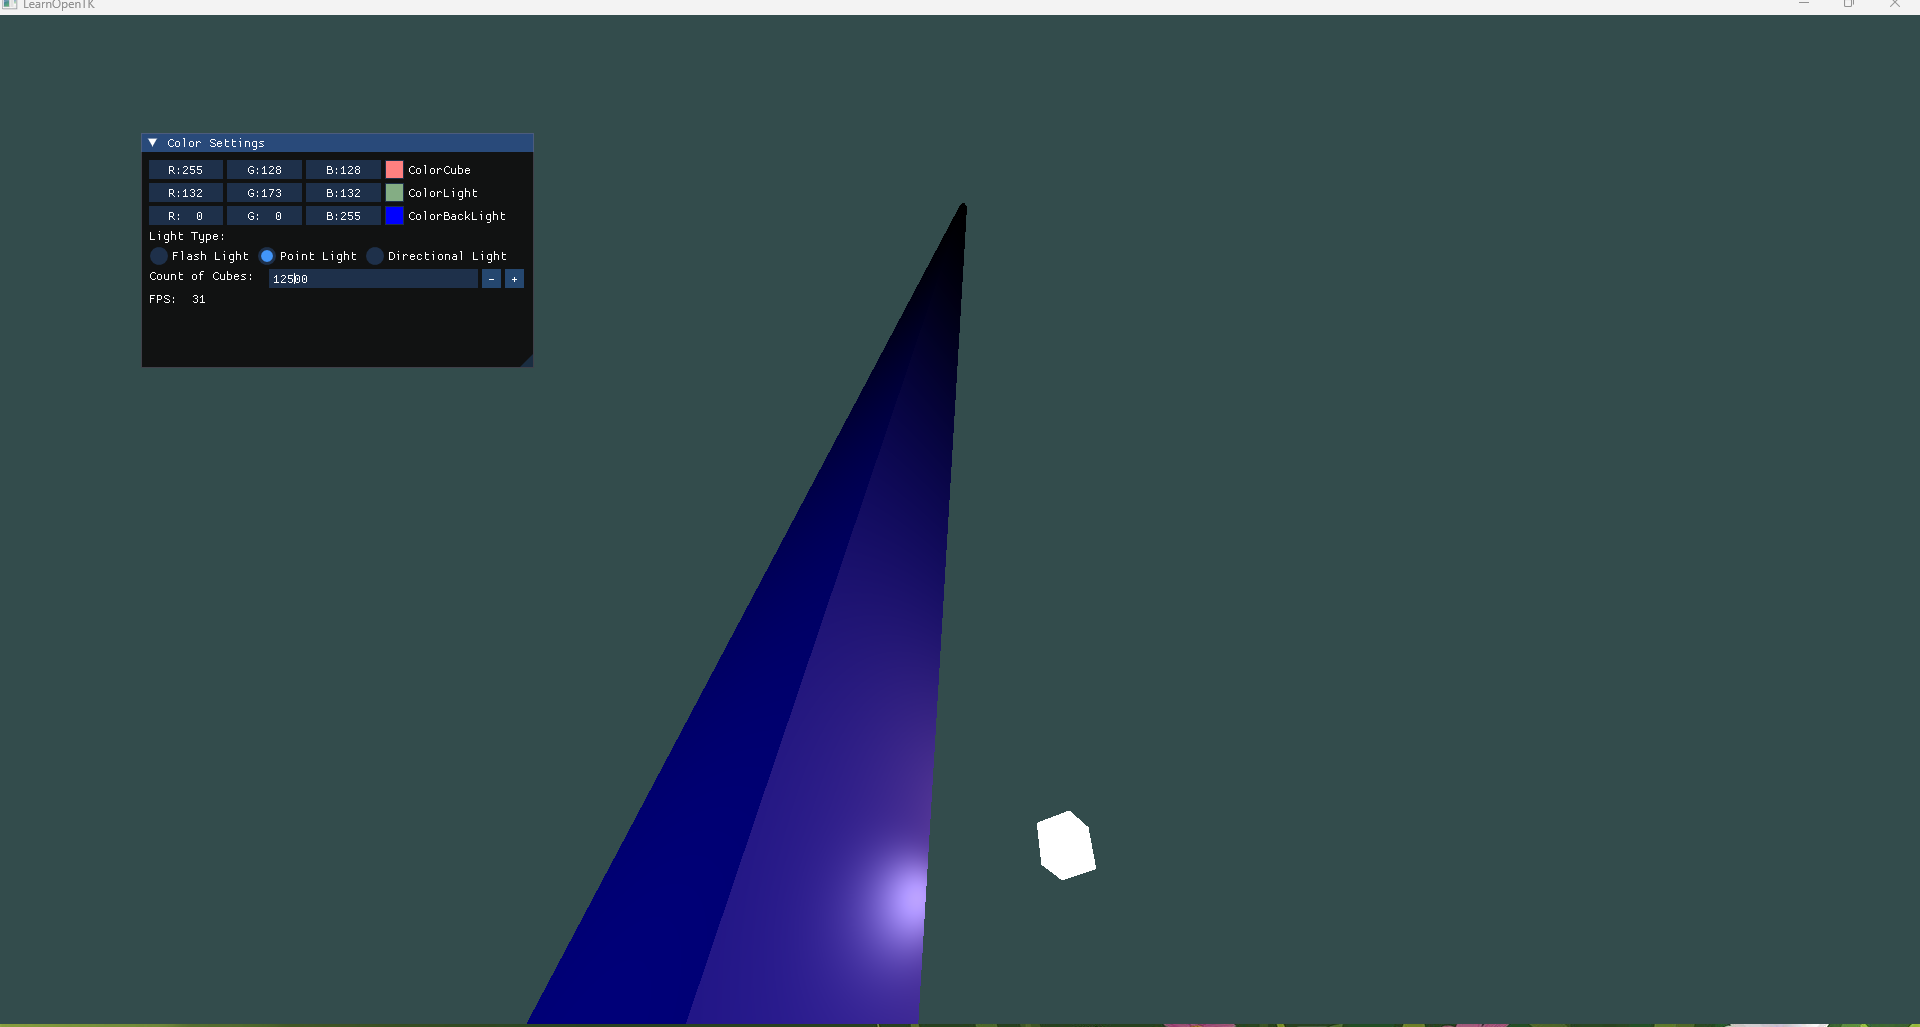 LearnOpenTK
Color Settings
R:255 G:128 B:128 ColorCube
R:132 G:173 B:132 ColorLight
R: 0 G: 0 B:255 ColorBackLight
Light Type:
Flash Light Point Light Directional Light
Count of Cubes: 12500 - +
FPS: 31